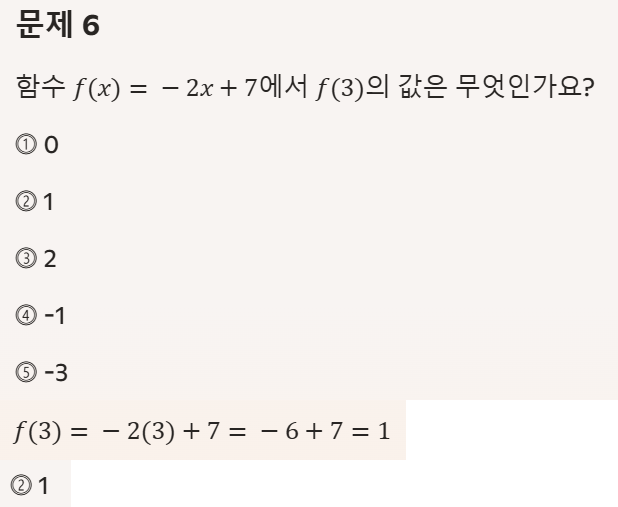 문제 6
함수 f(x) = − 2x + 7에서 f(3)의 값은 무엇인가요?
① 0
② 1
③ 2
④ -1
⑤ -3
f(3) = − 2(3) + 7 = − 6 + 7 = 1
② 1